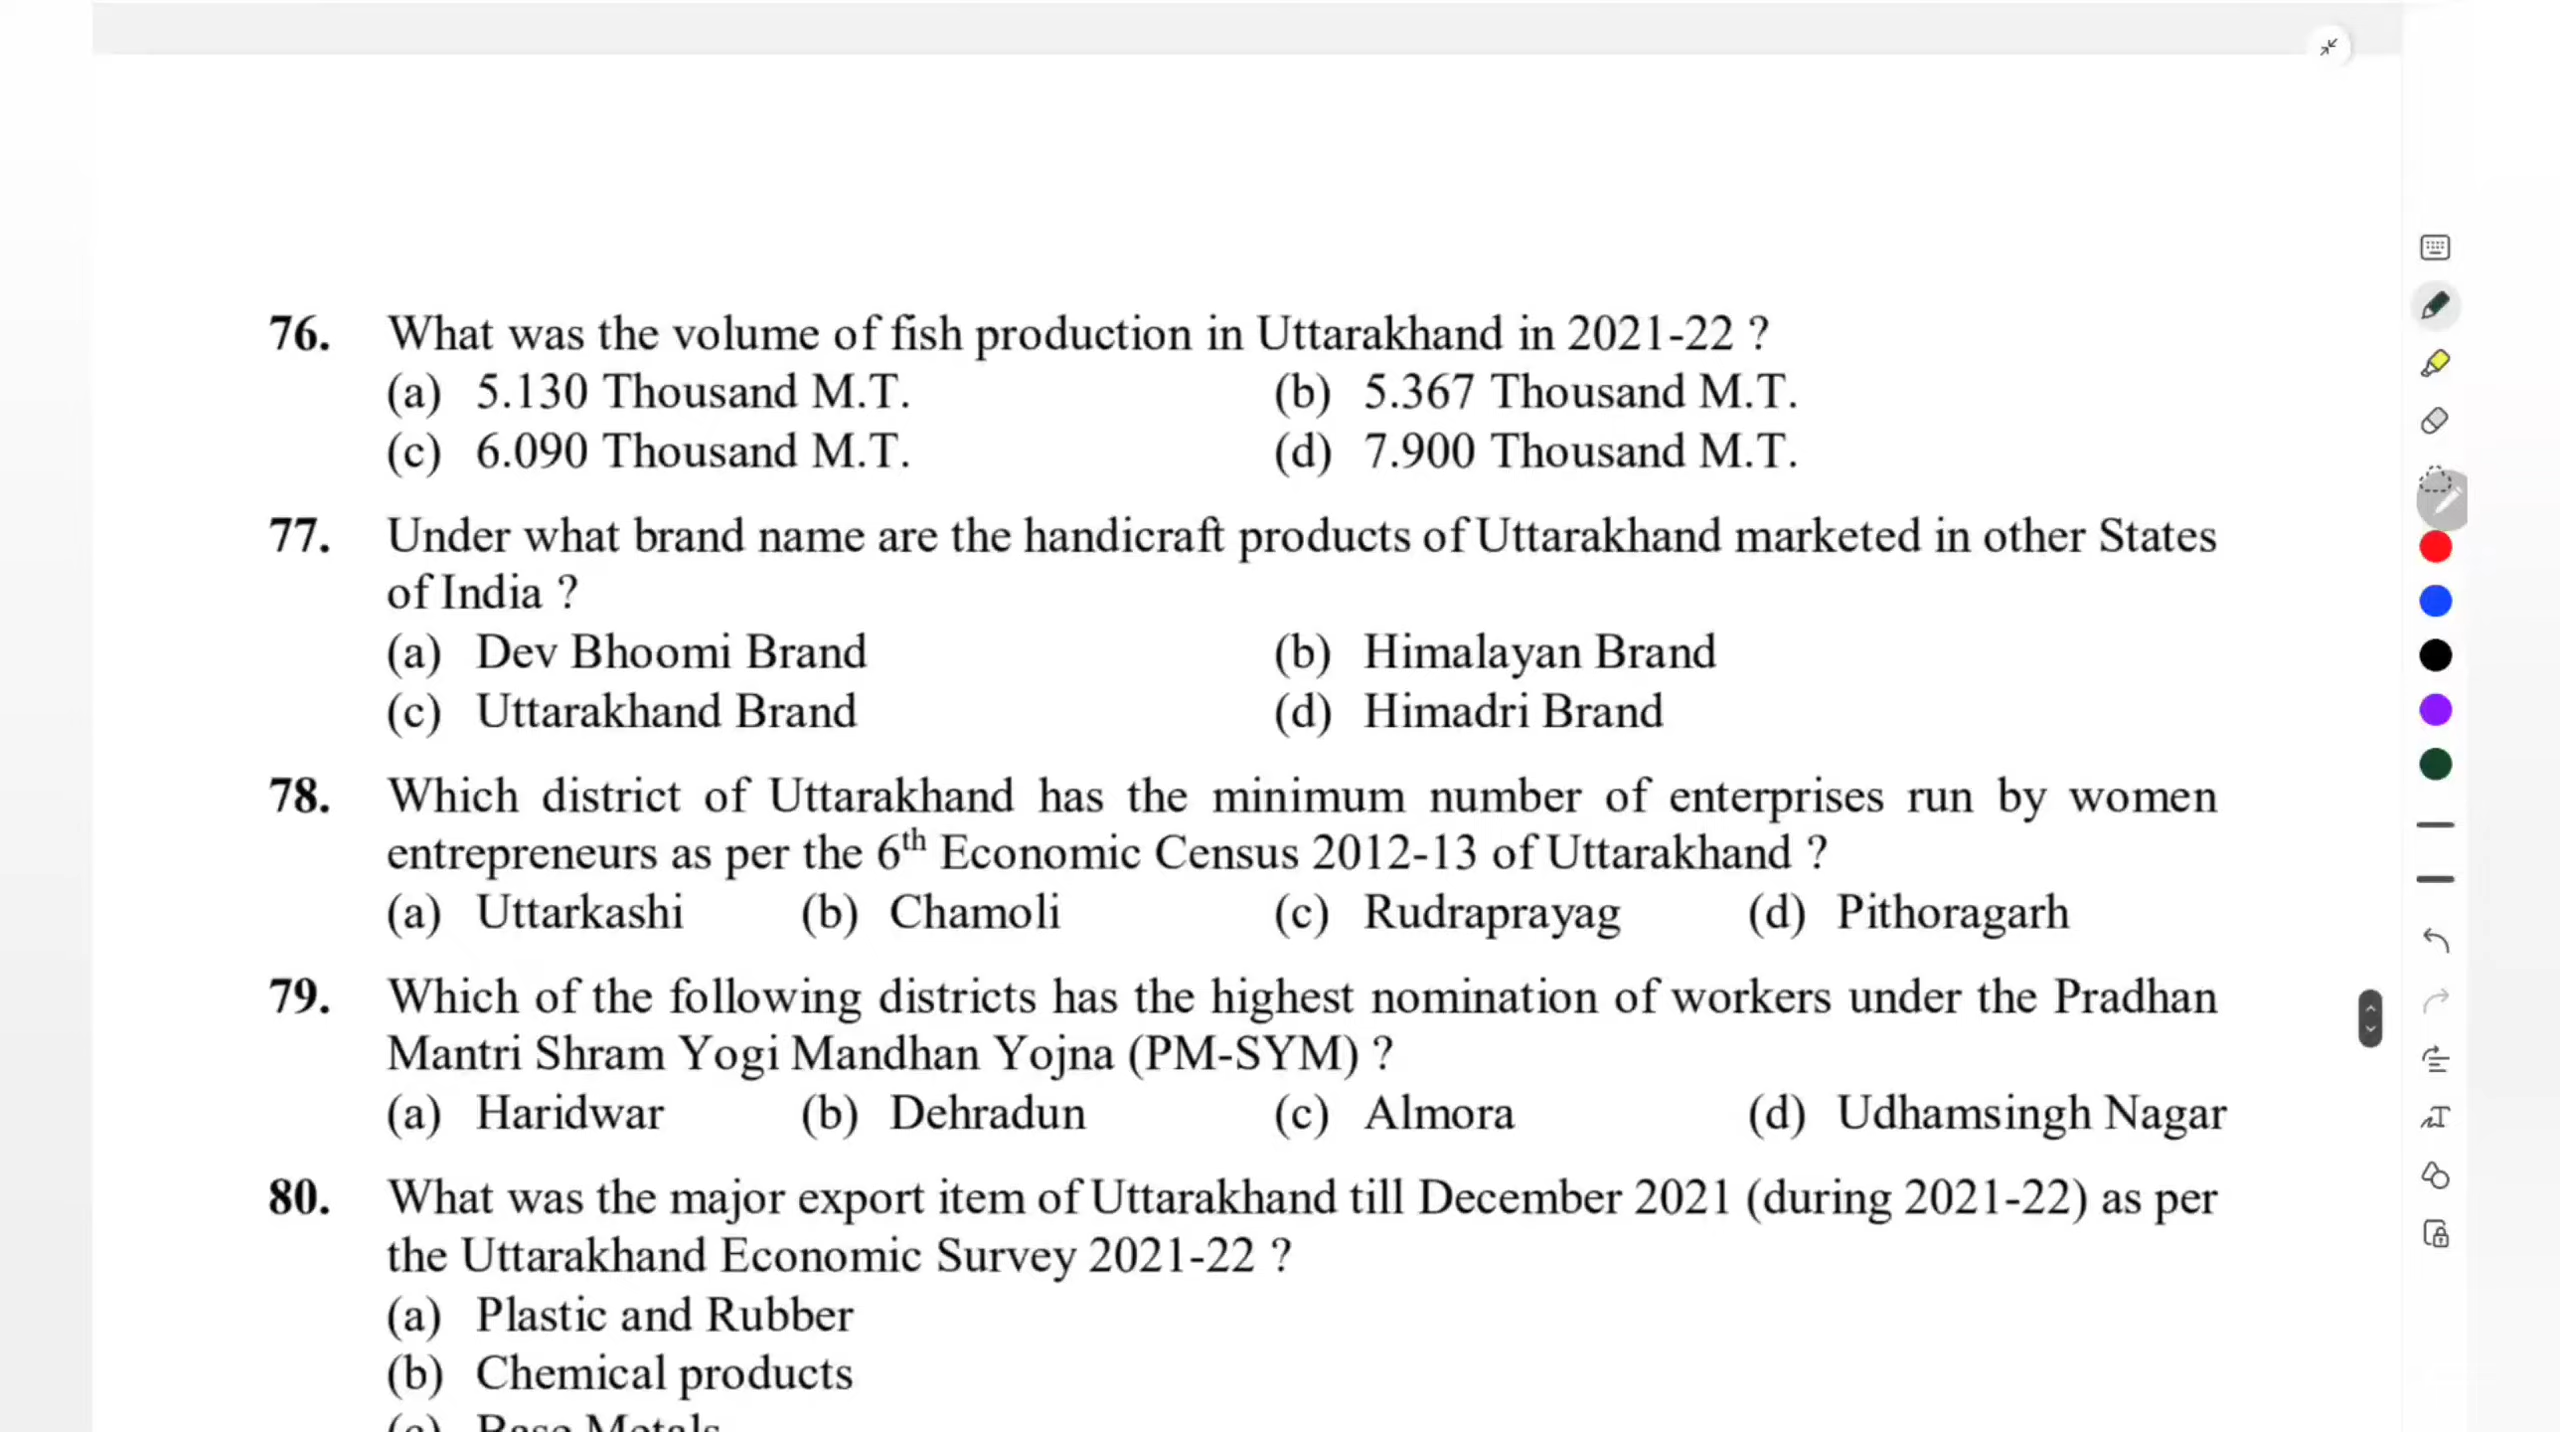 76. What was the volume of fish production in Uttarakhand in 2021-22 ?
(a) 5.130 Thousand M.T. (b) 5.367 Thousand M.T.
(c) 6.090 Thousand M.T. (d) 7.900 Thousand M.T.
77. Under what brand name are the handicraft products of Uttarakhand marketed in other States
of India ?
(a) Dev Bhoomi Brand (b) Himalayan Brand
(c) Uttarakhand Brand (d) Himadri Brand
78. Which district of Uttarakhand has the minimum number of enterprises run by women
entrepreneurs as per the 6th Economic Census 2012-13 of Uttarakhand ?
(a) Uttarkashi (b) Chamoli (c) Rudraprayag (d) Pithoragarh
79. Which of the following districts has the highest nomination of workers under the Pradhan
Mantri Shram Yogi Mandhan Yojna (PM-SYM) ?
(a) Haridwar (b) Dehradun (c) Almora (d) Udhamsingh Nagar
80. What was the major export item of Uttarakhand till December 2021 (during 2021-22) as per
the Uttarakhand Economic Survey 2021-22 ?
(a) Plastic and Rubber
(b) Chemical products
(c) Base Metals